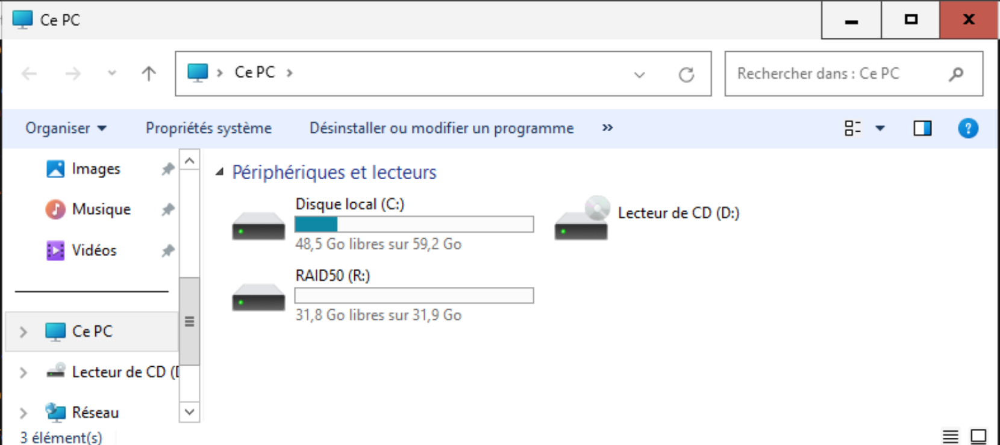 Ce PC
Ce PC
Rechercher dans : Ce PC
Organiser
Propriétés système
Désinstaller ou modifier un programme
»
?
Images
Musique
Vidéos
Ce PC
Lecteur de CD (D
Réseau
Périphériques et lecteurs
Disque local (C:)
48,5 Go libres sur 59,2 Go
Lecteur de CD (D:)
RAID50 (R:)
31,8 Go libres sur 31,9 Go
3 élément(s)